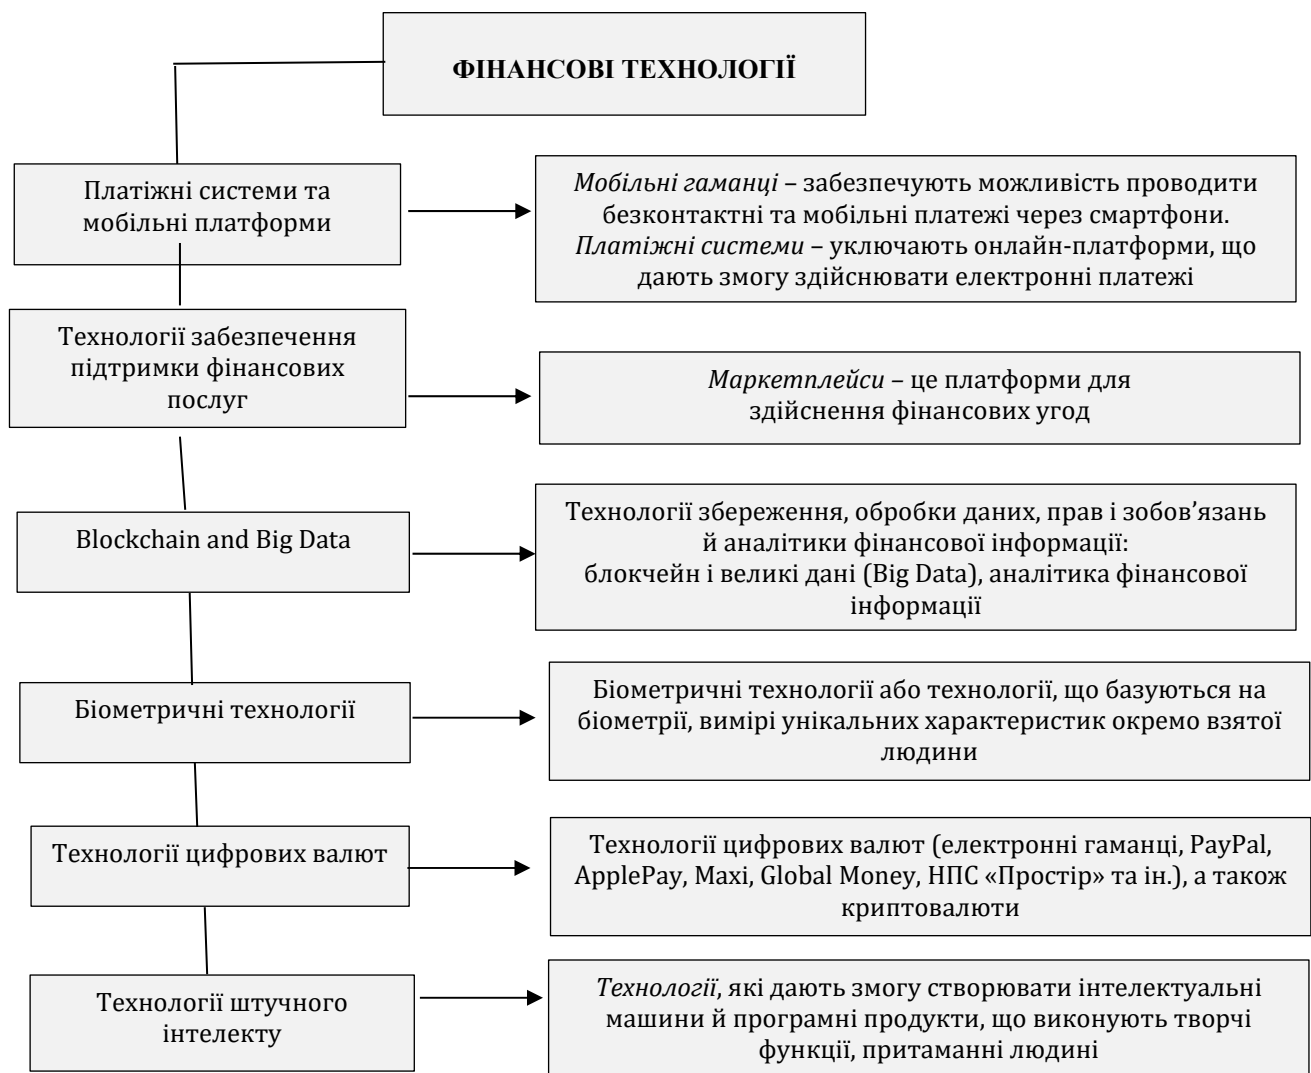 ФІНАНСОВІ ТЕХНОЛОГІЇ
Платіжні системи та
мобільні платформи
Мобільні гаманці – забезпечують можливість проводити
безконтактні та мобільні платежі через смартфони.
Платіжні системи – уключають онлайн-платформи, що
дають змогу здійснювати електронні платежі
Технології забезпечення
підтримки фінансових
послуг
Маркетплейси – це платформи для
здійснення фінансових угод
Blockchain and Big Data
Технології збереження, обробки даних, прав і зобов’язань
й аналітики фінансової інформації:
блокчейн і великі дані (Big Data), аналітика фінансової
інформації
Біометричні технології
Біометричні технології або технології, що базуються на
біометрії, вимірі унікальних характеристик окремо взятої
людини
Технології цифрових валют
Технології цифрових валют (електронні гаманці, PayPal,
ApplePay, Maxi, Global Money, НПС «Простір» та ін.), а також
криптовалюти
Технології штучного
інтелекту
Технології, які дають змогу створювати інтелектуальні
машини й програмні продукти, що виконують творчі
функції, притаманні людині